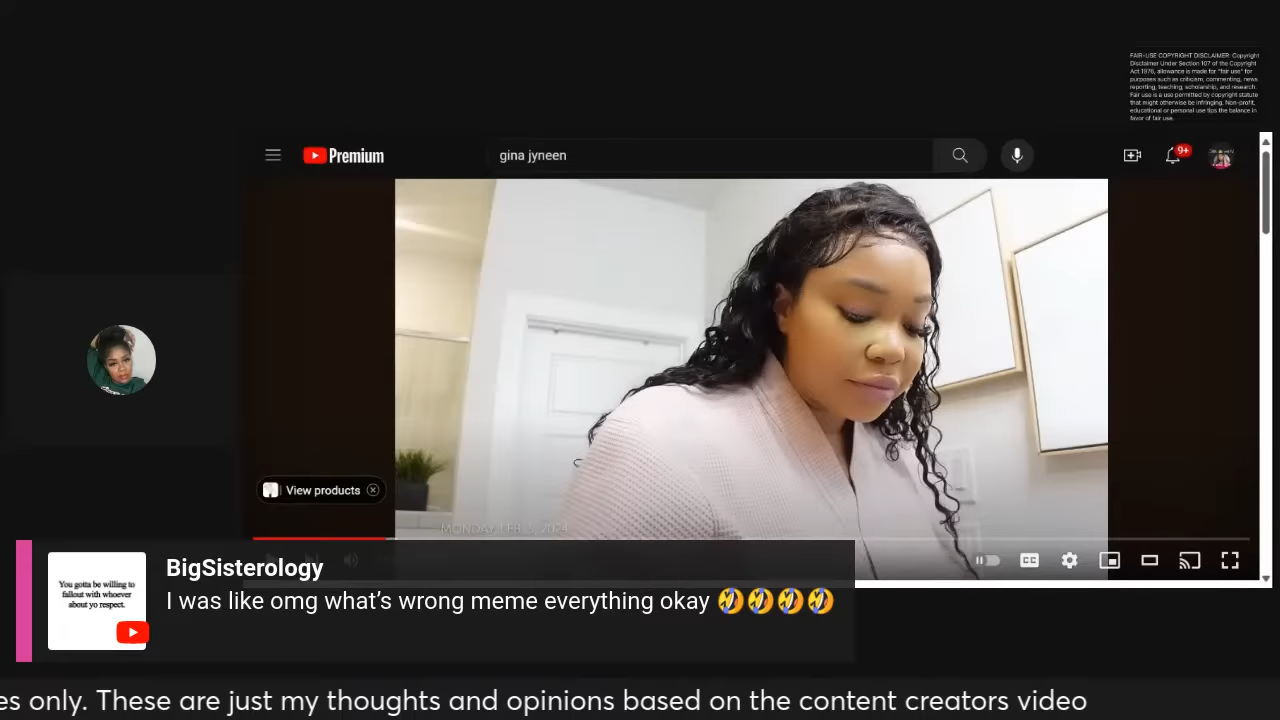 FAIR-USE COPYRIGHT DISCLAIMER: Copyright
Disclaimer Under Section 107 of the Copyright
Act 1976, allowance is made for "fair use" for
purposes such as criticism, commenting, news
reporting, teaching, scholarship, and research.
Fair use is a use permitted by copyright statute
that might otherwise be infringing. Non-profit,
educational or personal use tips the balance in
favor of fair use.
Premium
gina jyneen
9+
View products
MONDAY, FEB 5, 2024
CC
You gotta be willing to
fallout with whoever
about yo respect.
BigSisterology
I was like omg what’s wrong meme everything okay 🤣🤣🤣🤣
es only. These are just my thoughts and opinions based on the content creators video